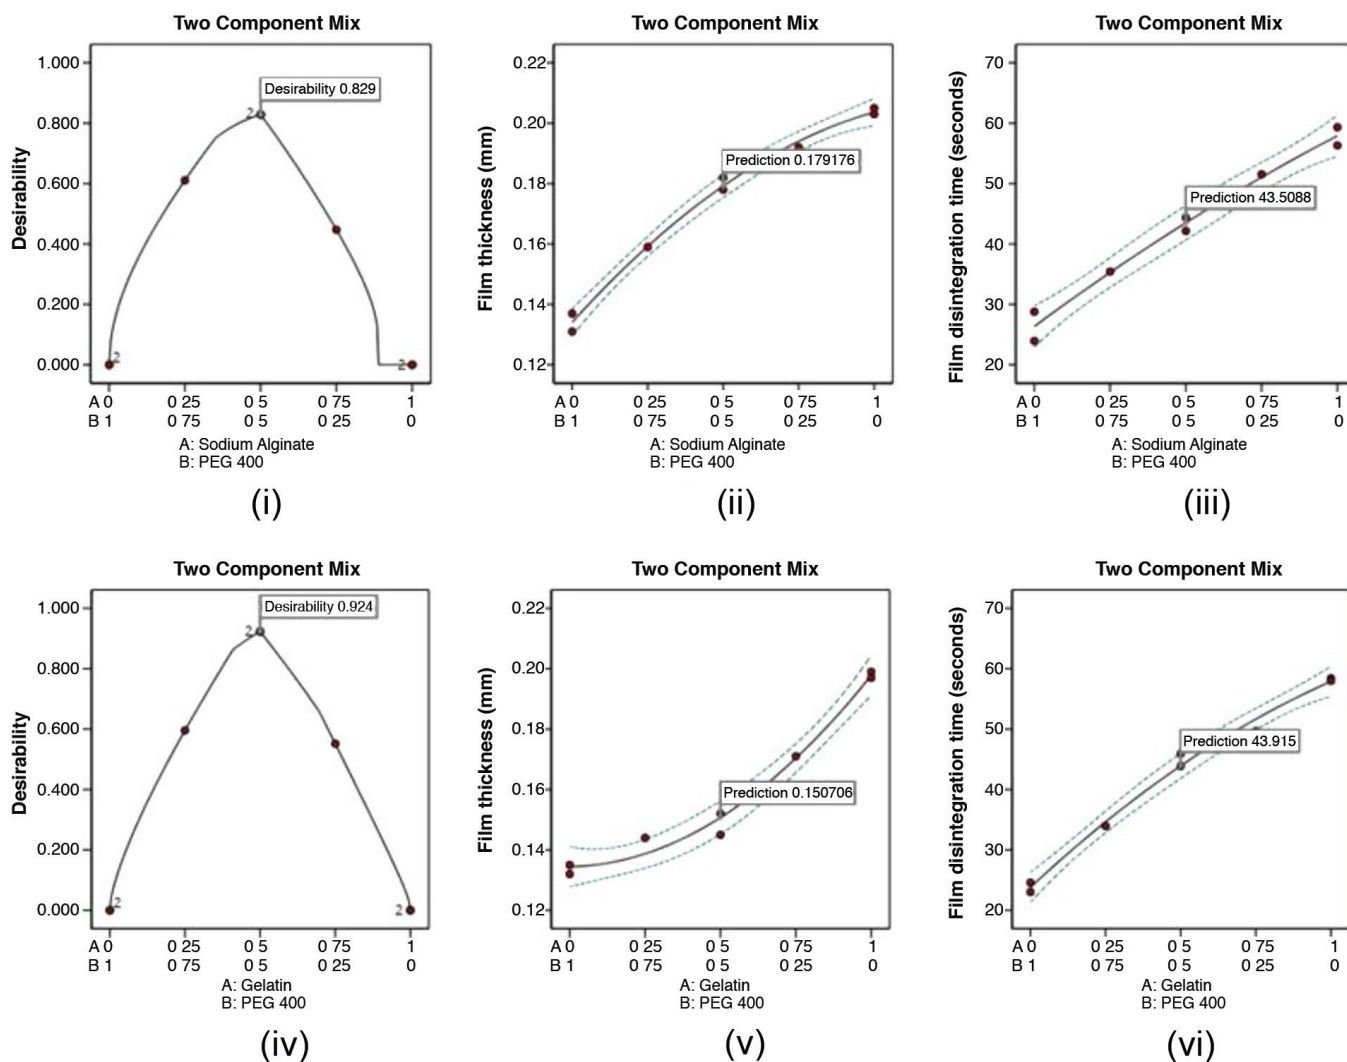 Two Component Mix
Desirability
1.000
0.800
0.600
0.400
0.200
0.000
Desirability 0.829
2
2
2
A 0 0 25 0 5 0 75 1
B 1 0 75 0 5 0 25 0
A: Sodium Alginate
B: PEG 400
(i)
Two Component Mix
Film thickness (mm)
0.22
0.20
0.18
0.16
0.14
0.12
Prediction 0.179176
A 0 0 25 0 5 0 75 1
B 1 0 75 0 5 0 25 0
A: Sodium Alginate
B: PEG 400
(ii)
Two Component Mix
Film disintegration time (seconds)
70
60
50
40
30
20
Prediction 43.5088
A 0 0 25 0 5 0 75 1
B 1 0 75 0 5 0 25 0
A: Sodium Alginate
B: PEG 400
(iii)
Two Component Mix
Desirability
1.000
0.800
0.600
0.400
0.200
0.000
Desirability 0.924
2
2
2
A 0 0 25 0 5 0 75 1
B 1 0 75 0 5 0 25 0
A: Gelatin
B: PEG 400
(iv)
Two Component Mix
Film thickness (mm)
0.22
0.20
0.18
0.16
0.14
0.12
Prediction 0.150706
A 0 0 25 0 5 0 75 1
B 1 0 75 0 5 0 25 0
A: Gelatin
B: PEG 400
(v)
Two Component Mix
Film disintegration time (seconds)
70
60
50
40
30
20
Prediction 43.915
A 0 0 25 0 5 0 75 1
B 1 0 75 0 5 0 25 0
A: Gelatin
B: PEG 400
(vi)